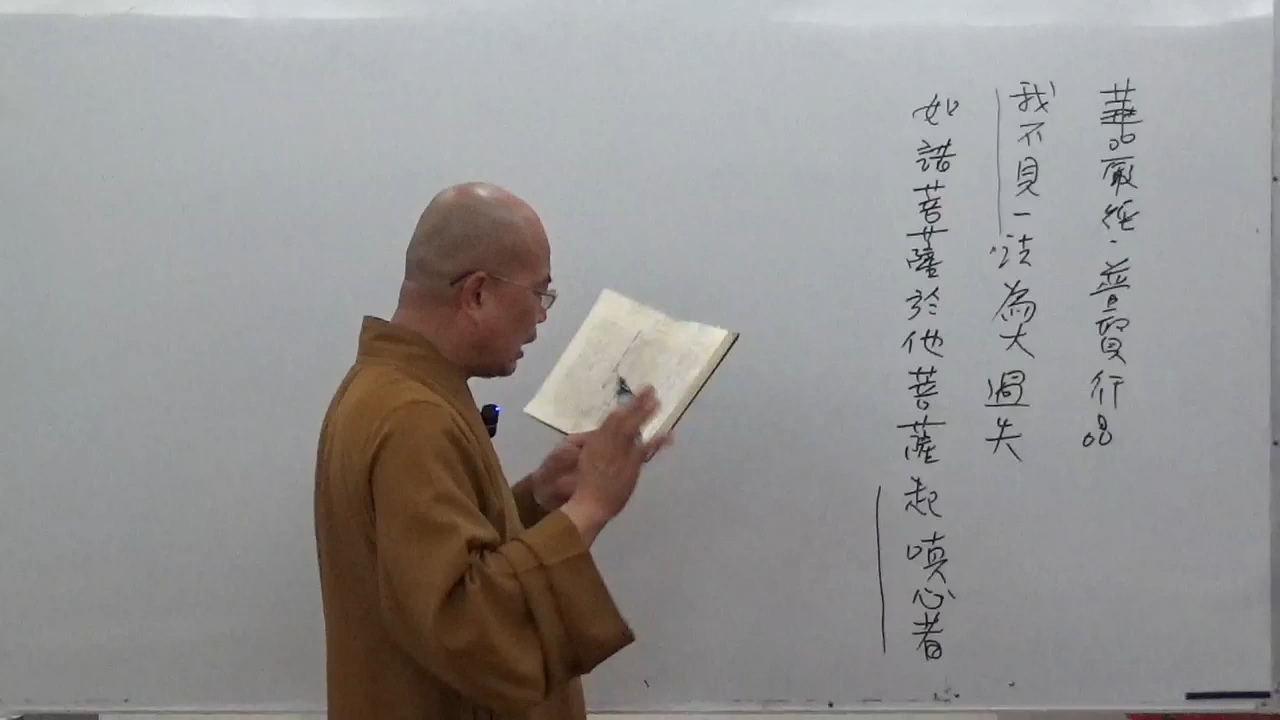 華嚴經·普賢行品
我不見一法為大過失
如諸菩薩於他菩薩起嗔心者